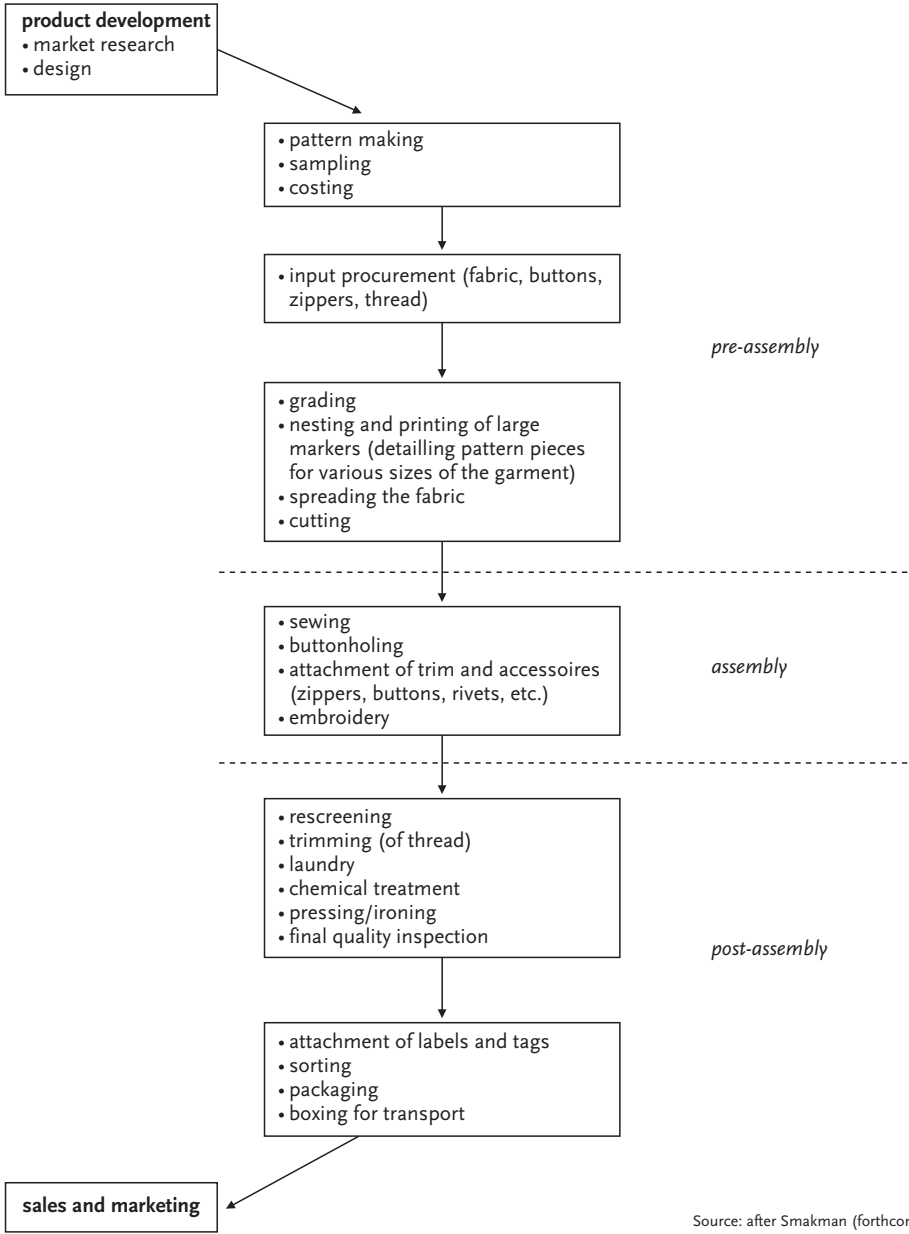 product development
• market research
• design
• pattern making
• sampling
• costing
• input procurement (fabric, buttons,
zippers, thread)
pre-assembly
• grading
• nesting and printing of large
markers (detailling pattern pieces
for various sizes of the garment)
• spreading the fabric
• cutting
• sewing
• buttonholing
• attachment of trim and accessoires
(zippers, buttons, rivets, etc.)
• embroidery
assembly
• rescreening
• trimming (of thread)
• laundry
• chemical treatment
• pressing/ironing
• final quality inspection
post-assembly
• attachment of labels and tags
• sorting
• packaging
• boxing for transport
sales and marketing
Source: after Smakman (forthcor